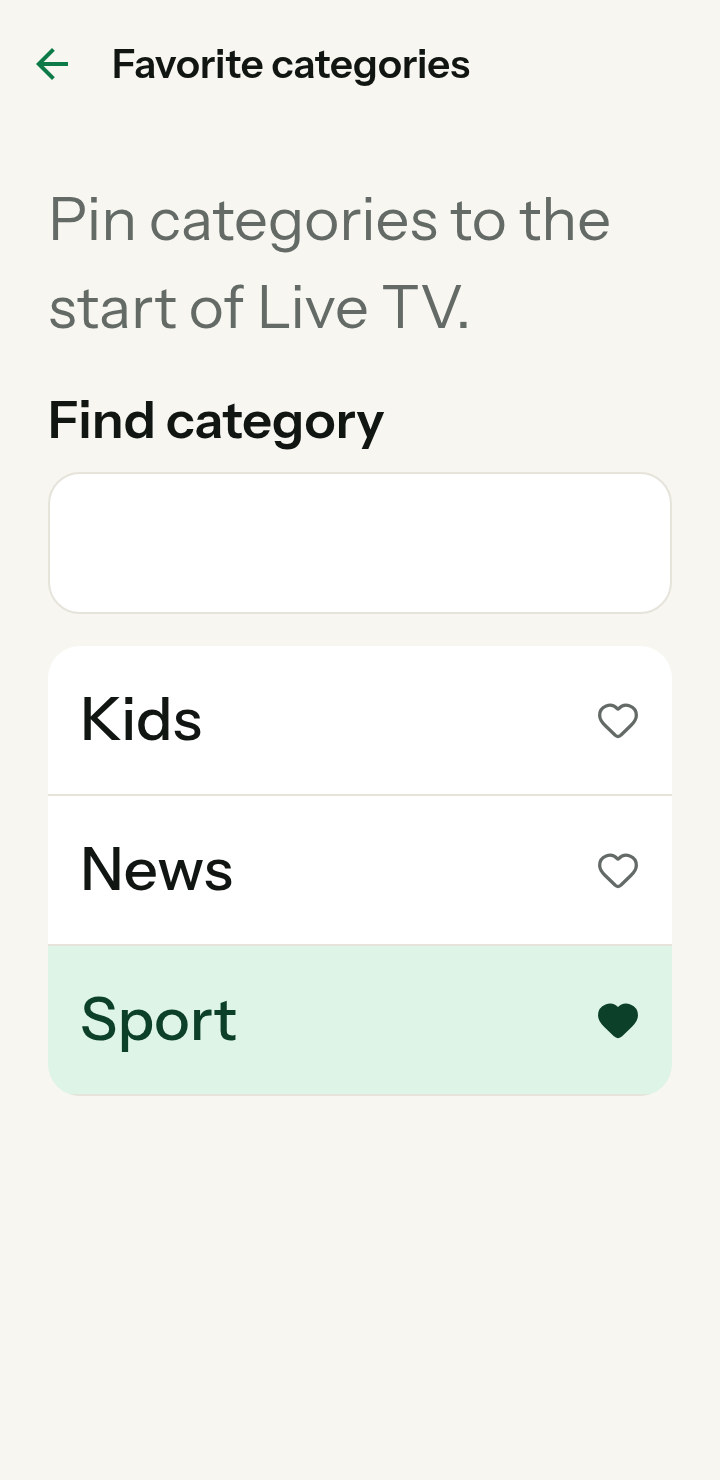 Favorite categories
Pin categories to the
start of Live TV.
Find category
Kids
News
Sport